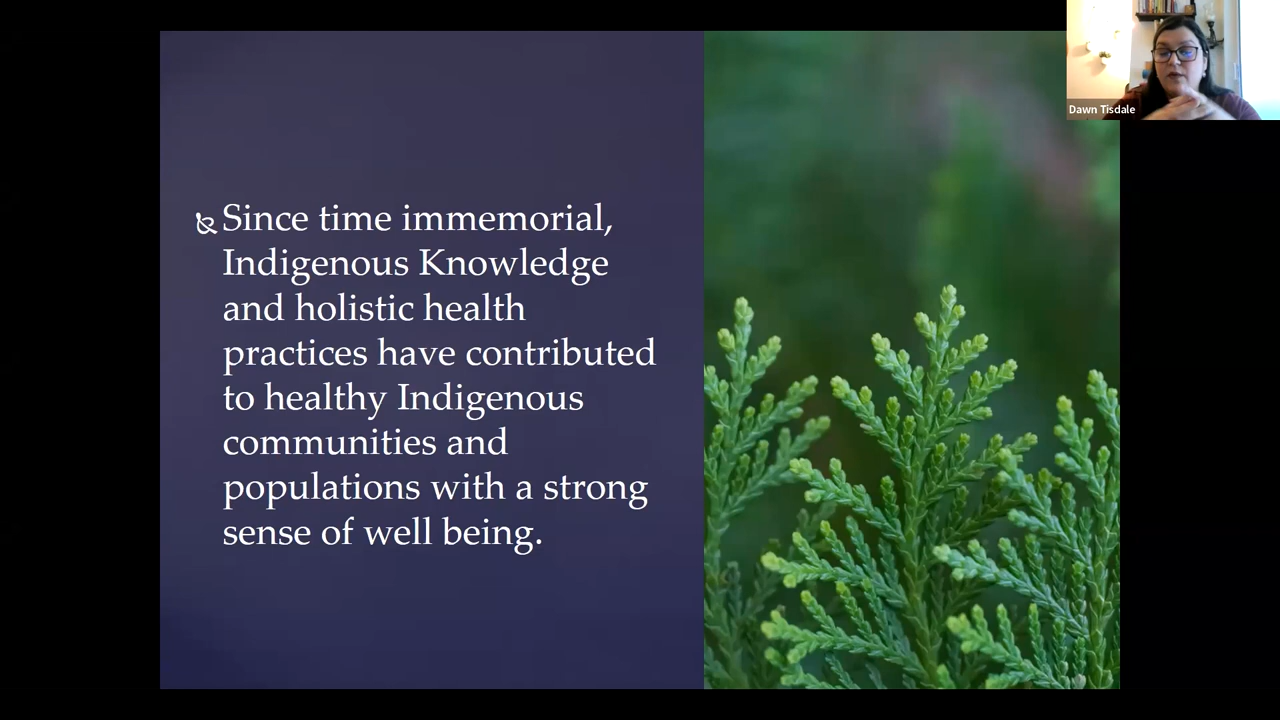 Since time immemorial,
Indigenous Knowledge
and holistic health
practices have contributed
to healthy Indigenous
communities and
populations with a strong
sense of well being.
Dawn Tisdale